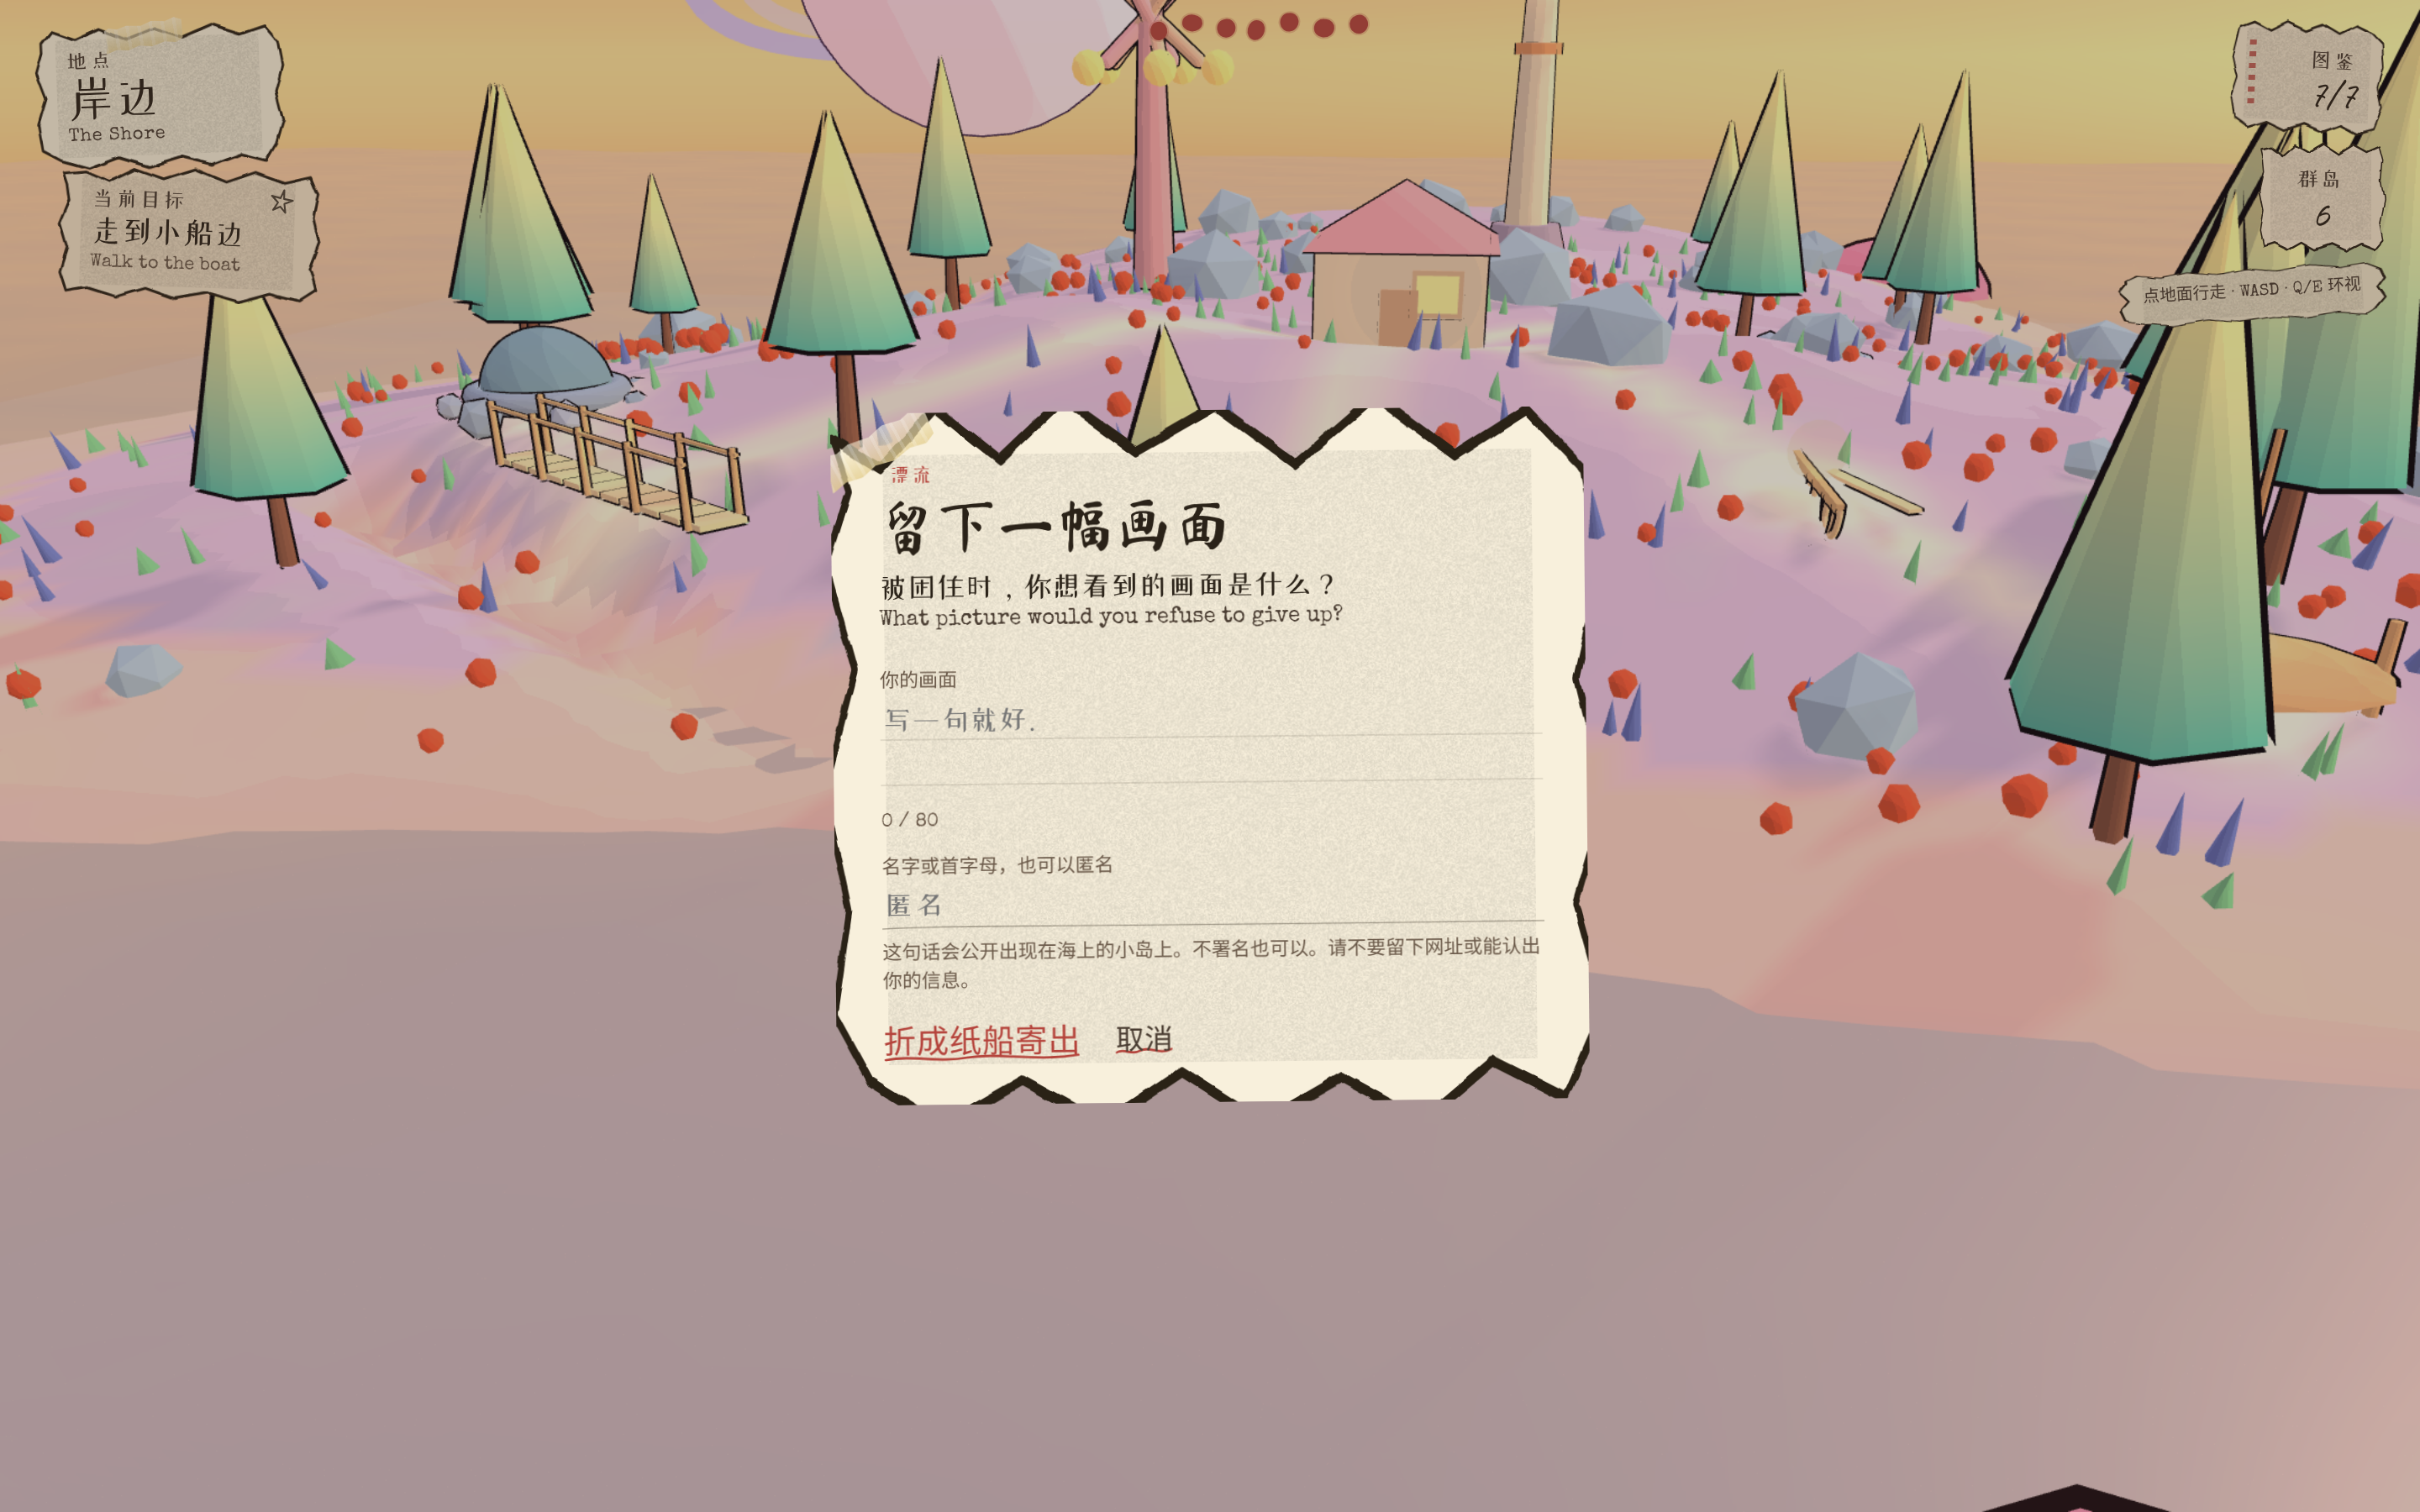 地点
岸边
The Shore
当前目标
走到小船边
Walk to the boat
图鉴
7/7
群岛
6
点地面行走 · WASD · Q/E 环视
漂流
留下一幅画面
被困住时，你想看到的画面是什么？
What picture would you refuse to give up?
你的画面
写一句就好.
0 / 80
名字或首字母，也可以匿名
匿名
这句话会公开出现在海上的小岛上。不署名也可以。请不要留下网址或能认出
你的信息。
折成纸船寄出 取消